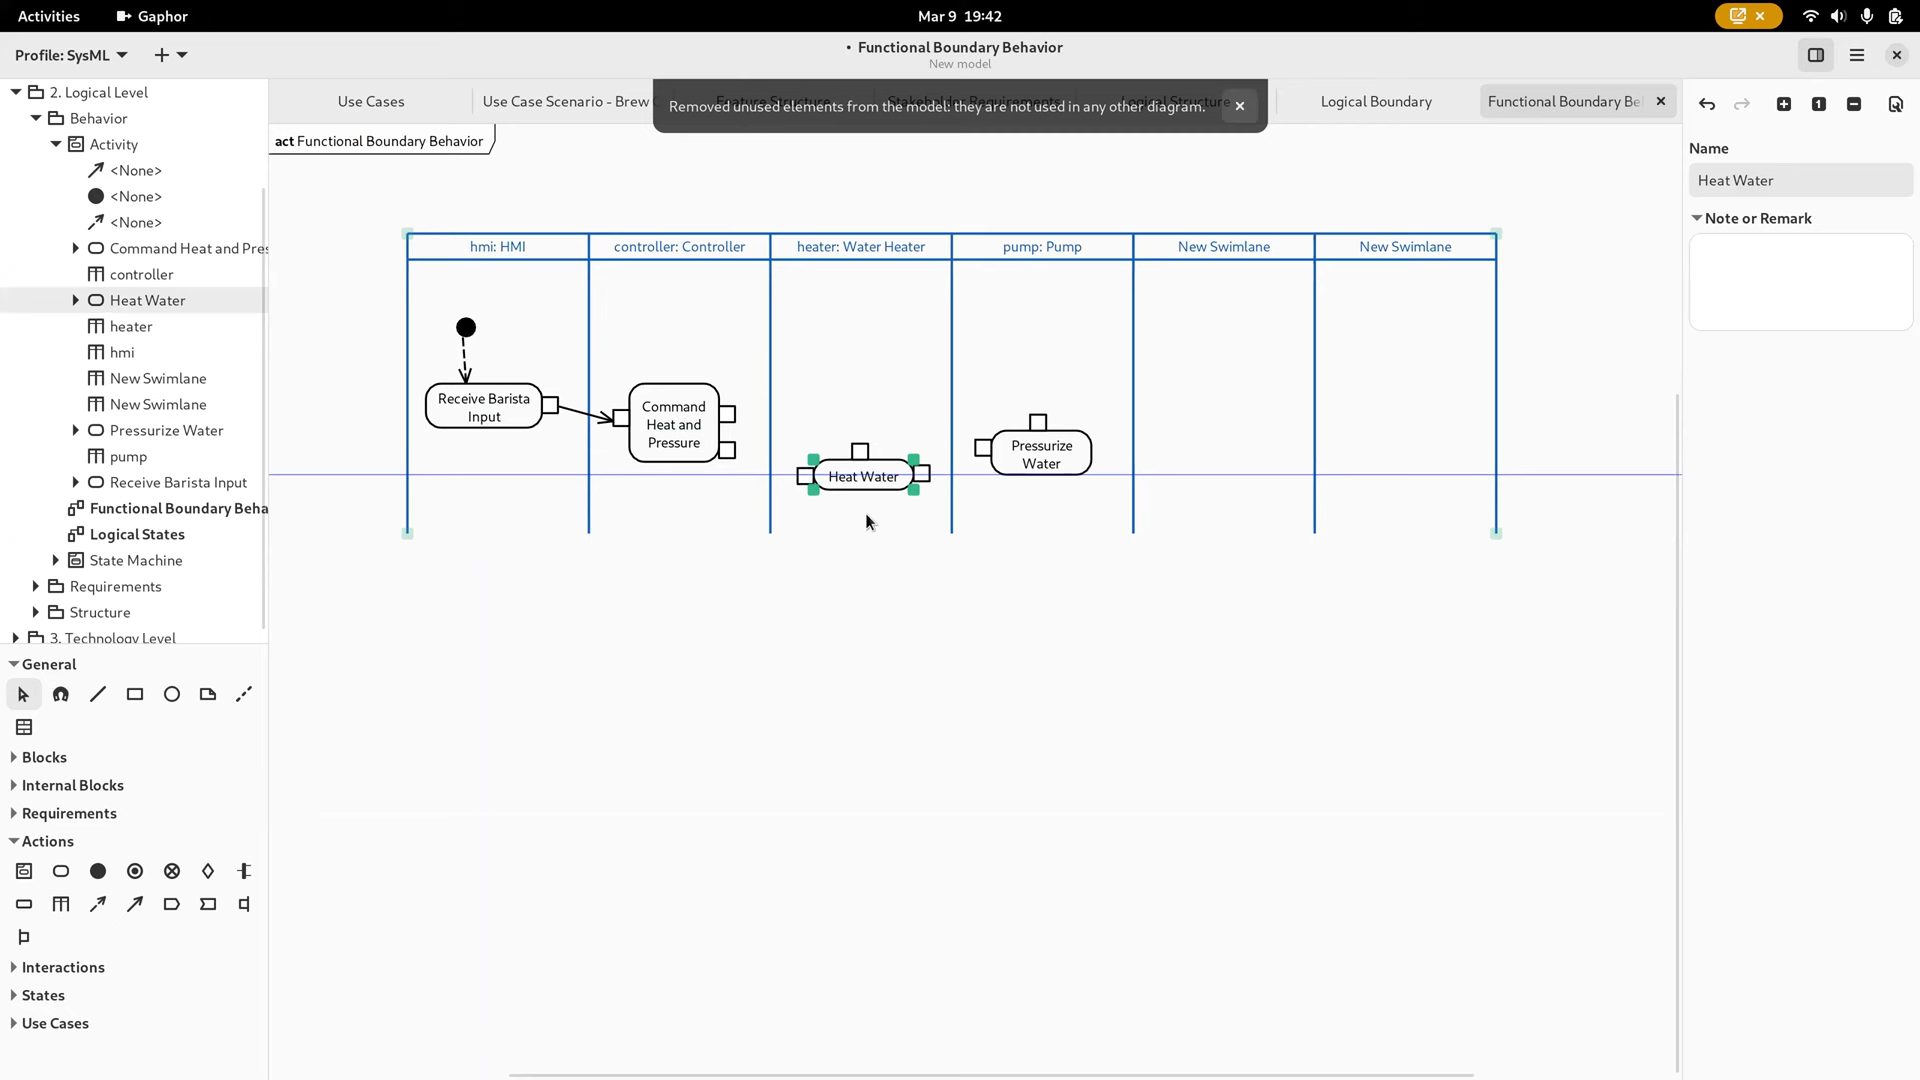 Activities
Gaphor
Mar 9 19:42
Profile: SysML
• Functional Boundary Behavior
New model
Use Cases
Use Case Scenario - Brew
Removed unused elements from the model: they are not used in any other diagram.
Logical Boundary
Functional Boundary Be
2. Logical Level
Behavior
Activity
<None>
<None>
<None>
Command Heat and Pres
controller
Heat Water
heater
hmi
New Swimlane
New Swimlane
Pressurize Water
pump
Receive Barista Input
Functional Boundary Beha
Logical States
State Machine
Requirements
Structure
3. Technology Level
General
Blocks
Internal Blocks
Requirements
Actions
Interactions
States
Use Cases
act Functional Boundary Behavior
hmi: HMI
controller: Controller
heater: Water Heater
pump: Pump
New Swimlane
New Swimlane
Receive Barista
Input
Command
Heat and
Pressure
Heat Water
Pressurize
Water
Name
Heat Water
Note or Remark